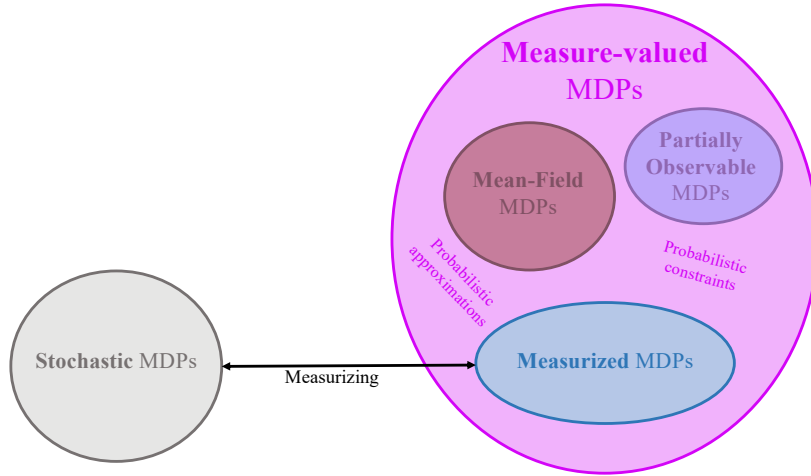 Measure-valued
MDPs
Partially
Observable
MDPs
Mean-Field
MDPs
Probabilistic
approximations
Probabilistic
constraints
Stochastic MDPs
Measurizing
Measurized MDPs